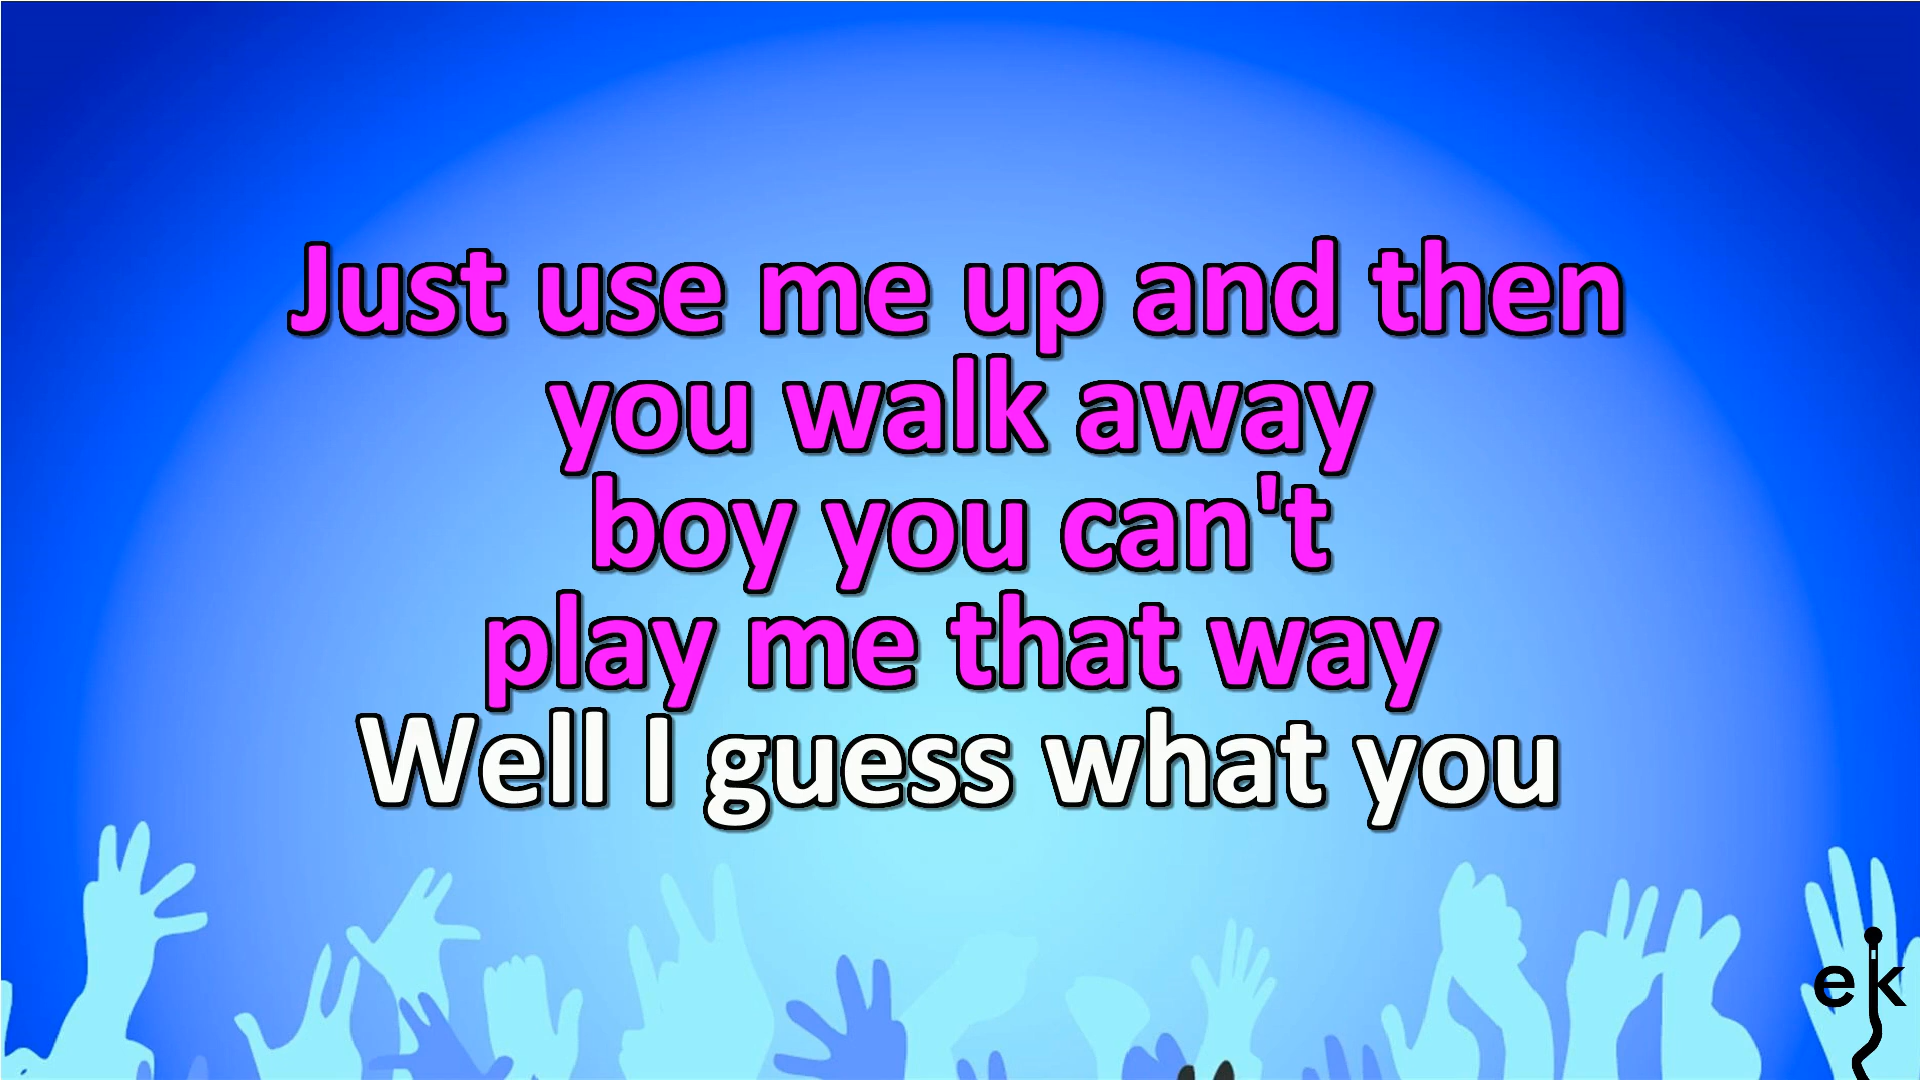 Just use me up and then
you walk away
boy you can't
play me that way
Well I guess what you
ek